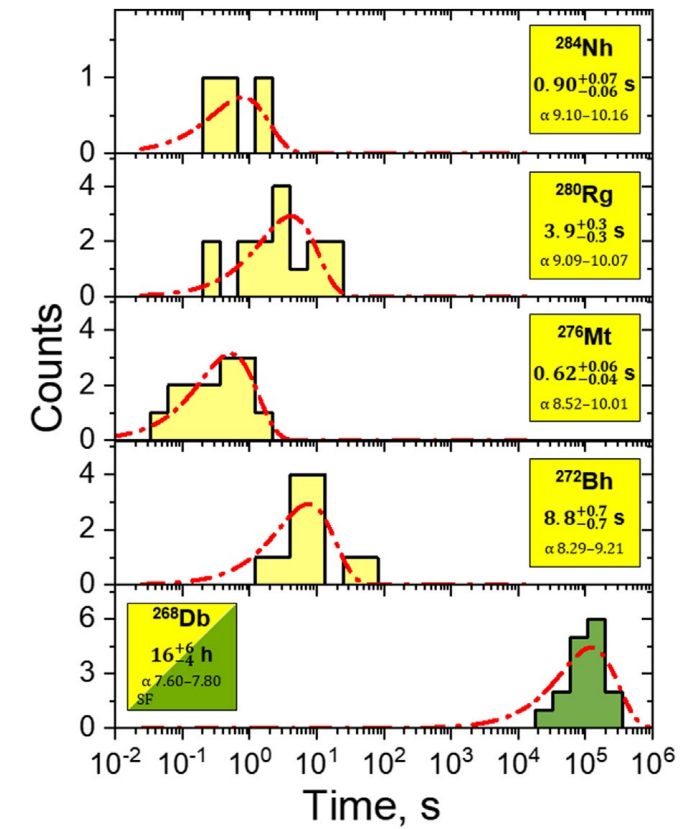 1
0
²⁸⁴Nh
0.90+0.07−0.06 s
α 9.10–10.16
4
2
0
²⁸⁰Rg
3.9+0.3−0.3 s
α 9.09–10.07
4
2
0
²⁷⁶Mt
0.62+0.06−0.04 s
α 8.52–10.01
4
2
0
²⁷²Bh
8.8+0.7−0.7 s
α 8.29–9.21
6
3
0
²⁶⁸Db
16+6−4 h
α 7.60–7.80
SF
Counts
10⁻² 10⁻¹ 10⁰ 10¹ 10² 10³ 10⁴ 10⁵ 10⁶
Time, s